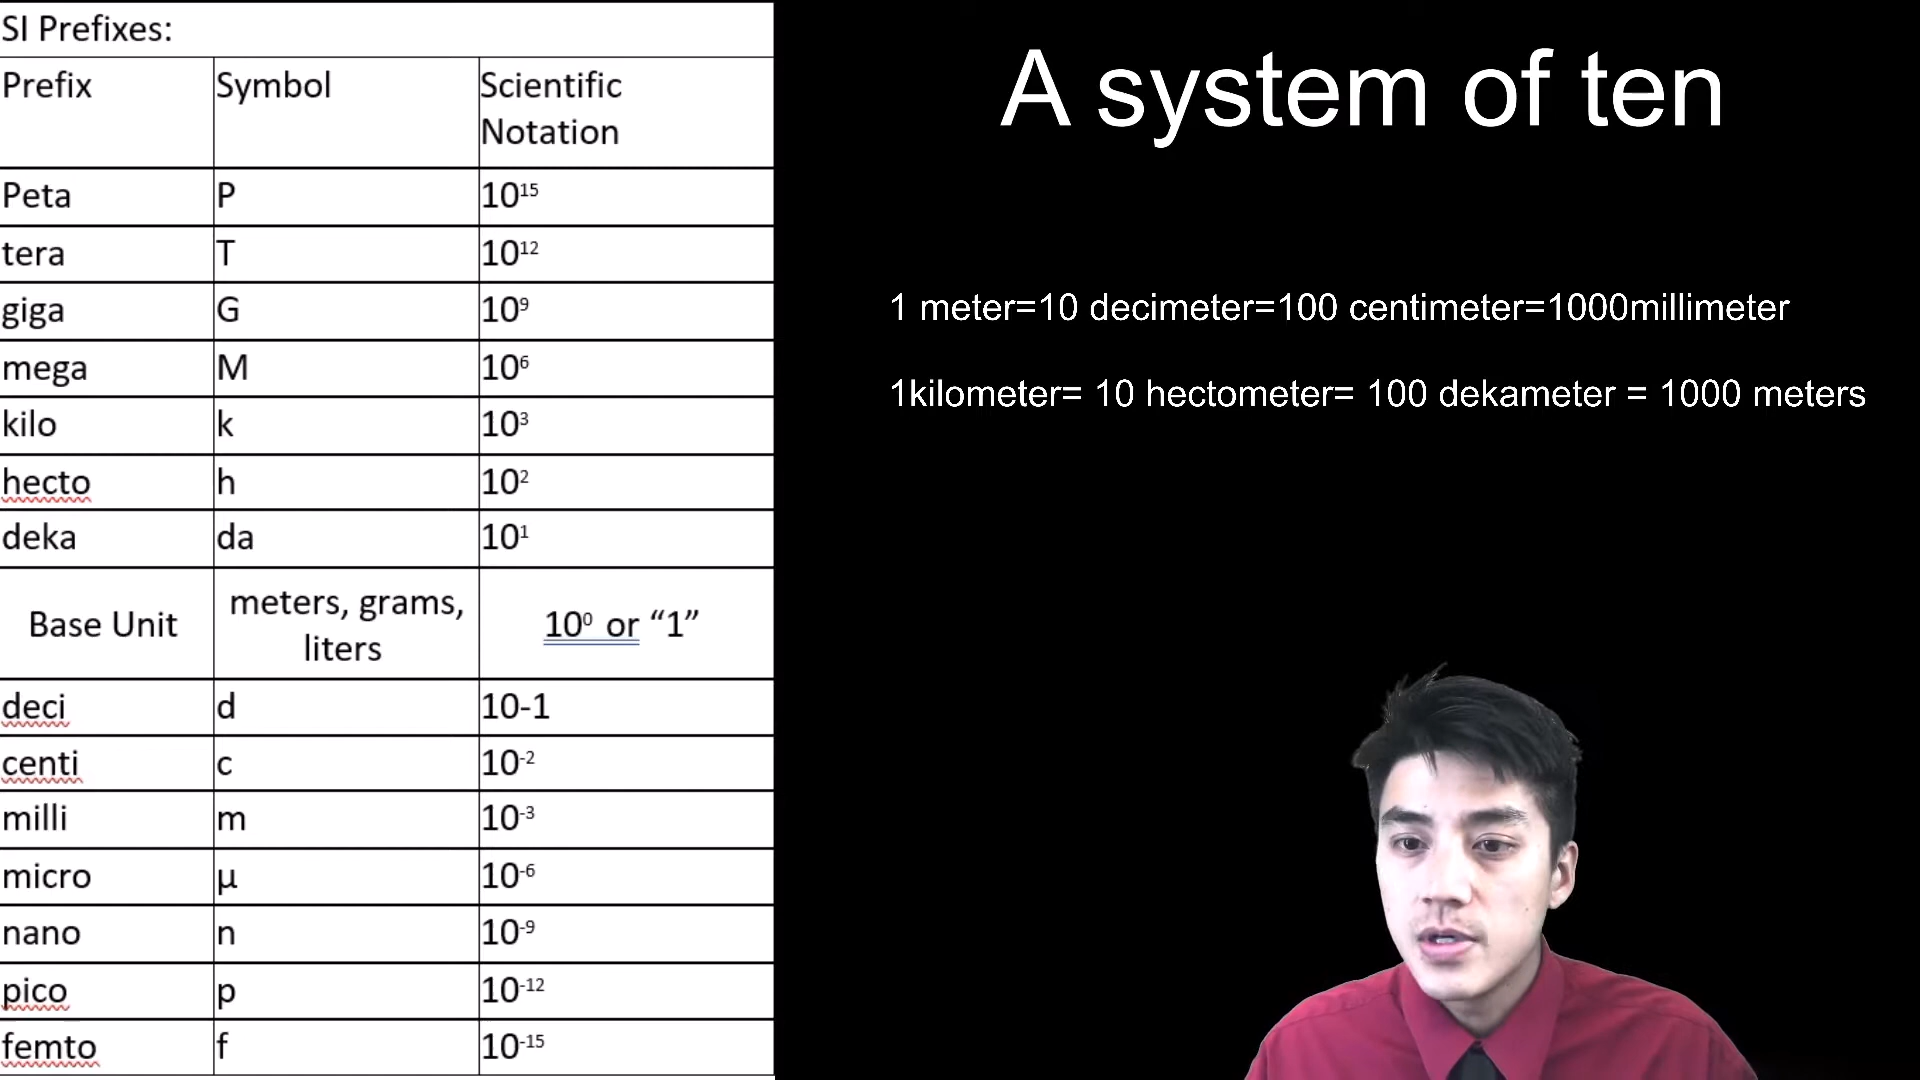 SI Prefixes:
Prefix Symbol Scientific
Notation
Peta P 10¹⁵
tera T 10¹²
giga G 10⁹
mega M 10⁶
kilo k 10³
hecto h 10²
deka da 10¹
Base Unit meters, grams, liters 10⁰ or “1”
deci d 10-1
centi c 10⁻²
milli m 10⁻³
micro µ 10⁻⁶
nano n 10⁻⁹
pico p 10⁻¹²
femto f 10⁻¹⁵
A system of ten
1 meter=10 decimeter=100 centimeter=1000millimeter
1kilometer= 10 hectometer= 100 dekameter = 1000 meters